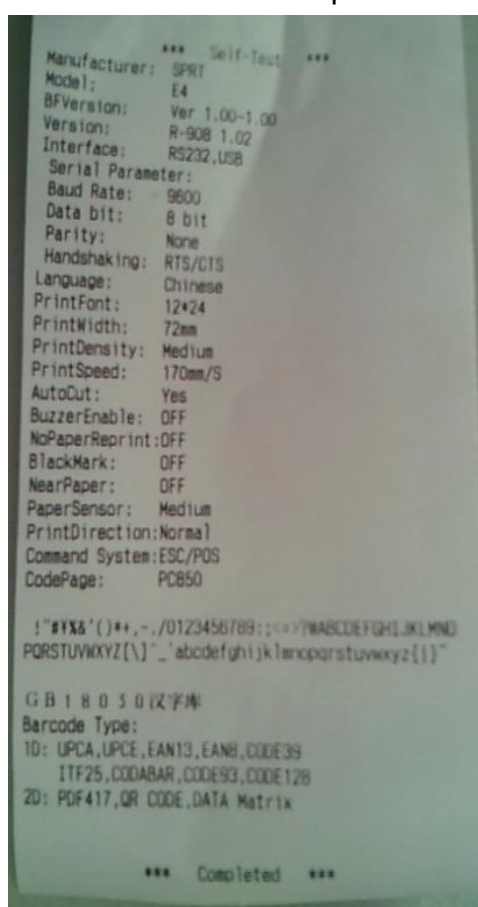 *** Self-Test ***
Manufacturer: SPRT
Model: E4
BFVersion: Ver 1.00-1.00
Version: R-908 1.02
Interface: RS232,USB
Serial Parameter:
Baud Rate: 9600
Data bit: 8 bit
Parity: None
Handshaking: RTS/CTS
Language: Chinese
PrintFont: 12*24
PrintWidth: 72mm
PrintDensity: Medium
PrintSpeed: 170mm/S
AutoCut: Yes
BuzzerEnable: OFF
NoPaperReprint:OFF
BlackMark: OFF
NearPaper: OFF
PaperSensor: Medium
PrintDirection:Normal
Command System:ESC/POS
CodePage: PC850
!"#¥%&'()*+,-./0123456789:;<=>?@ABCDEFGHIJKLMNO
PQRSTUVWXYZ[\]^_`abcdefghijklmnopqrstuvwxyz{|}~
GB18030汉字库
Barcode Type:
1D: UPCA,UPCE,EAN13,EAN8,CODE39
ITF25,CODABAR,CODE93,CODE128
2D: PDF417,QR CODE,DATA Matrix
*** Completed ***